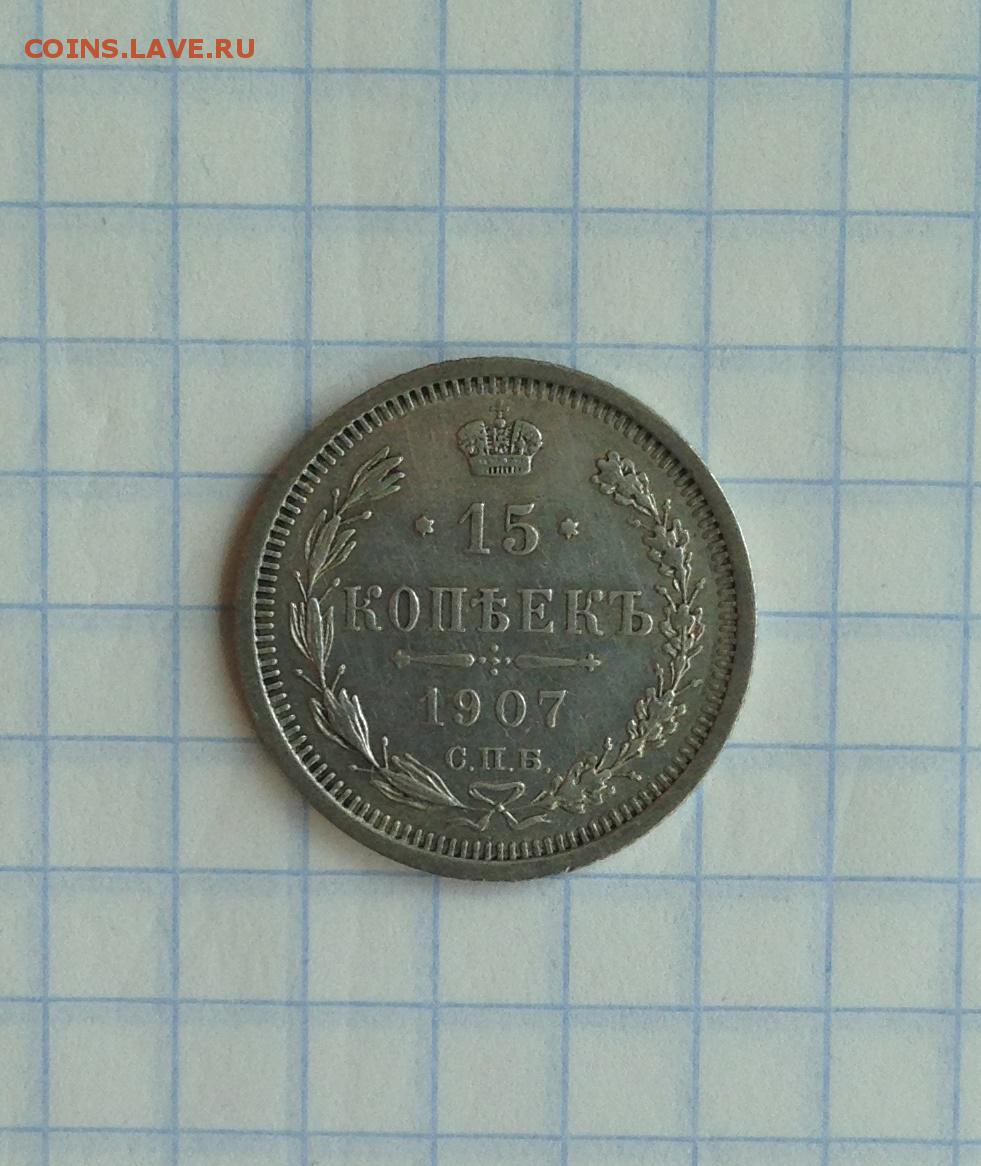 COINS.LAVE.RU
* 15 *
КОПѢЕКЪ
1907
С.П.Б.